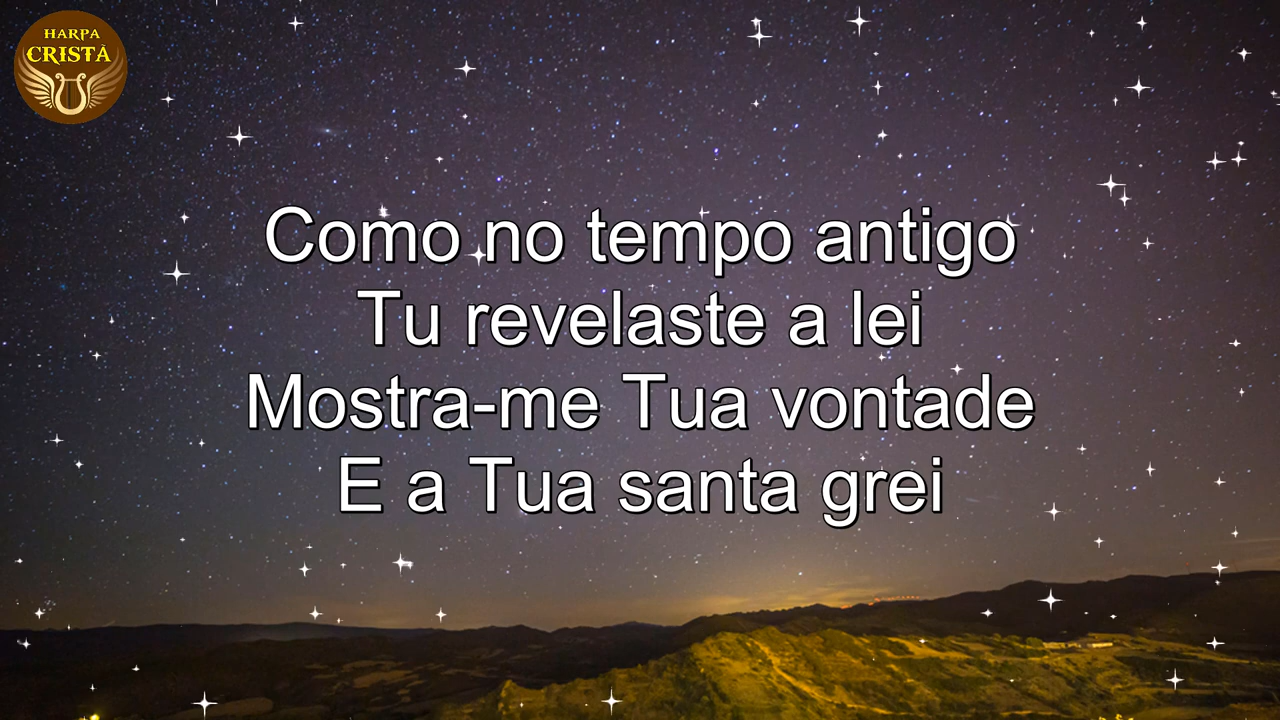 HARPA
CRISTÃ
Como no tempo antigo
Tu revelaste a lei
Mostra-me Tua vontade
E a Tua santa grei